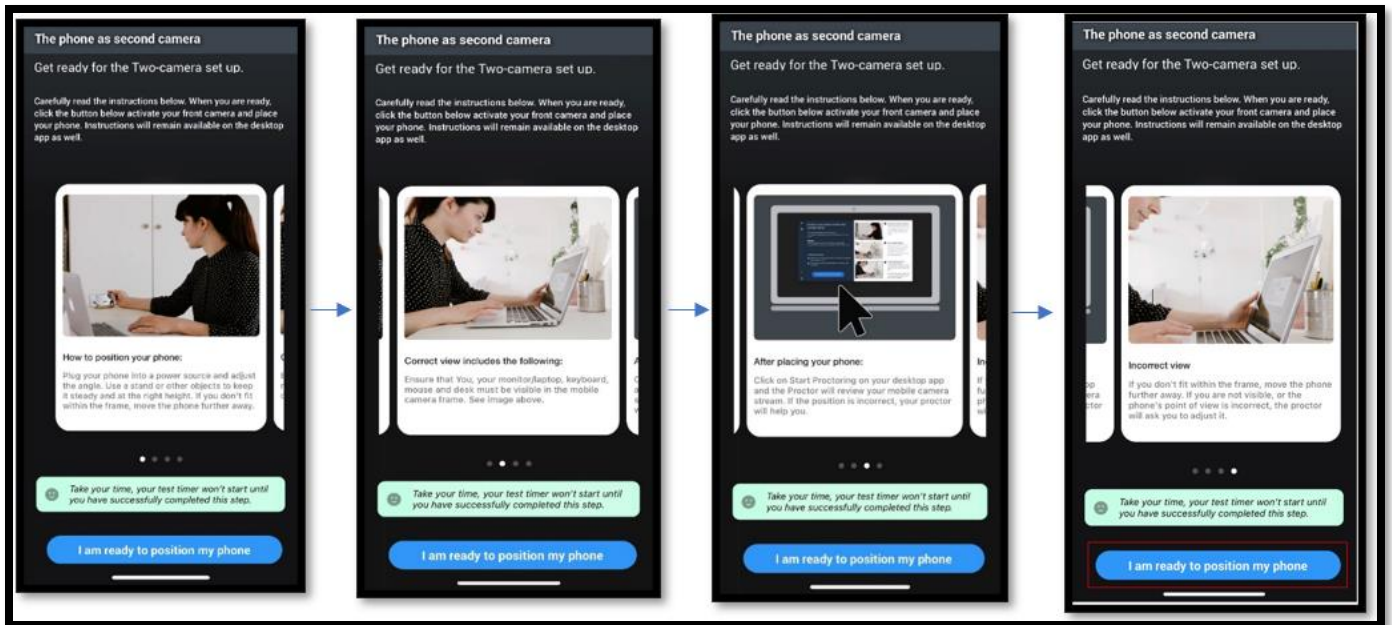 The phone as second camera
Get ready for the Two-camera set up.
Carefully read the instructions below. When you are ready,
click the button below activate your front camera and place
your phone. Instructions will remain available on the desktop
app as well.
How to position your phone:
Plug your phone into a power source and adjust
the angle. Use a stand or other objects to keep
it steady and at the right height. If you don't fit
within the frame, move the phone further away.
Take your time, your test timer won't start until
you have successfully completed this step.
I am ready to position my phone
The phone as second camera
Get ready for the Two-camera set up.
Carefully read the instructions below. When you are ready,
click the button below activate your front camera and place
your phone. Instructions will remain available on the desktop
app as well.
Correct view includes the following:
Ensure that You, your monitor/laptop, keyboard,
mouse and desk must be visible in the mobile
camera frame. See image above.
Take your time, your test timer won't start until
you have successfully completed this step.
I am ready to position my phone
The phone as second camera
Get ready for the Two-camera set up.
Carefully read the instructions below. When you are ready,
click the button below activate your front camera and place
your phone. Instructions will remain available on the desktop
app as well.
After placing your phone:
Click on Start Proctoring on your desktop app
and the Proctor will review your mobile camera
stream. If the position is incorrect, your proctor
will help you.
Take your time, your test timer won't start until
you have successfully completed this step.
I am ready to position my phone
The phone as second camera
Get ready for the Two-camera set up.
Carefully read the instructions below. When you are ready,
click the button below activate your front camera and place
your phone. Instructions will remain available on the desktop
app as well.
Incorrect view
If you don't fit within the frame, move the phone
further away. If you are not visible, or the
phone's point of view is incorrect, the proctor
will ask you to adjust it.
Take your time, your test timer won't start until
you have successfully completed this step.
I am ready to position my phone